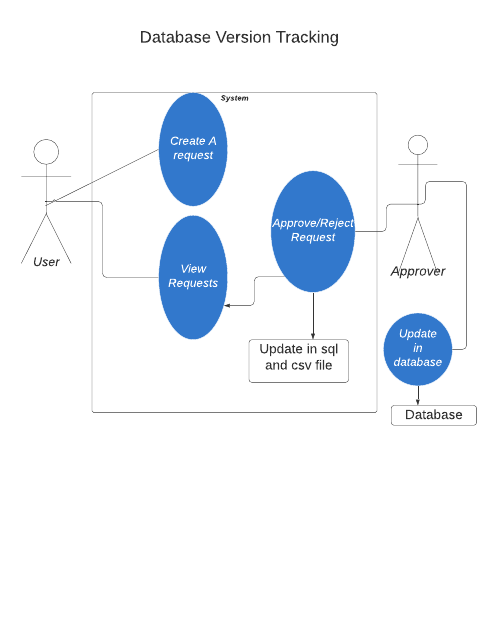 Database Version Tracking
System
Create A
request
Approve/Reject
Request
User
View
Requests
Approver
Update in sql
and csv file
Update
in
database
Database